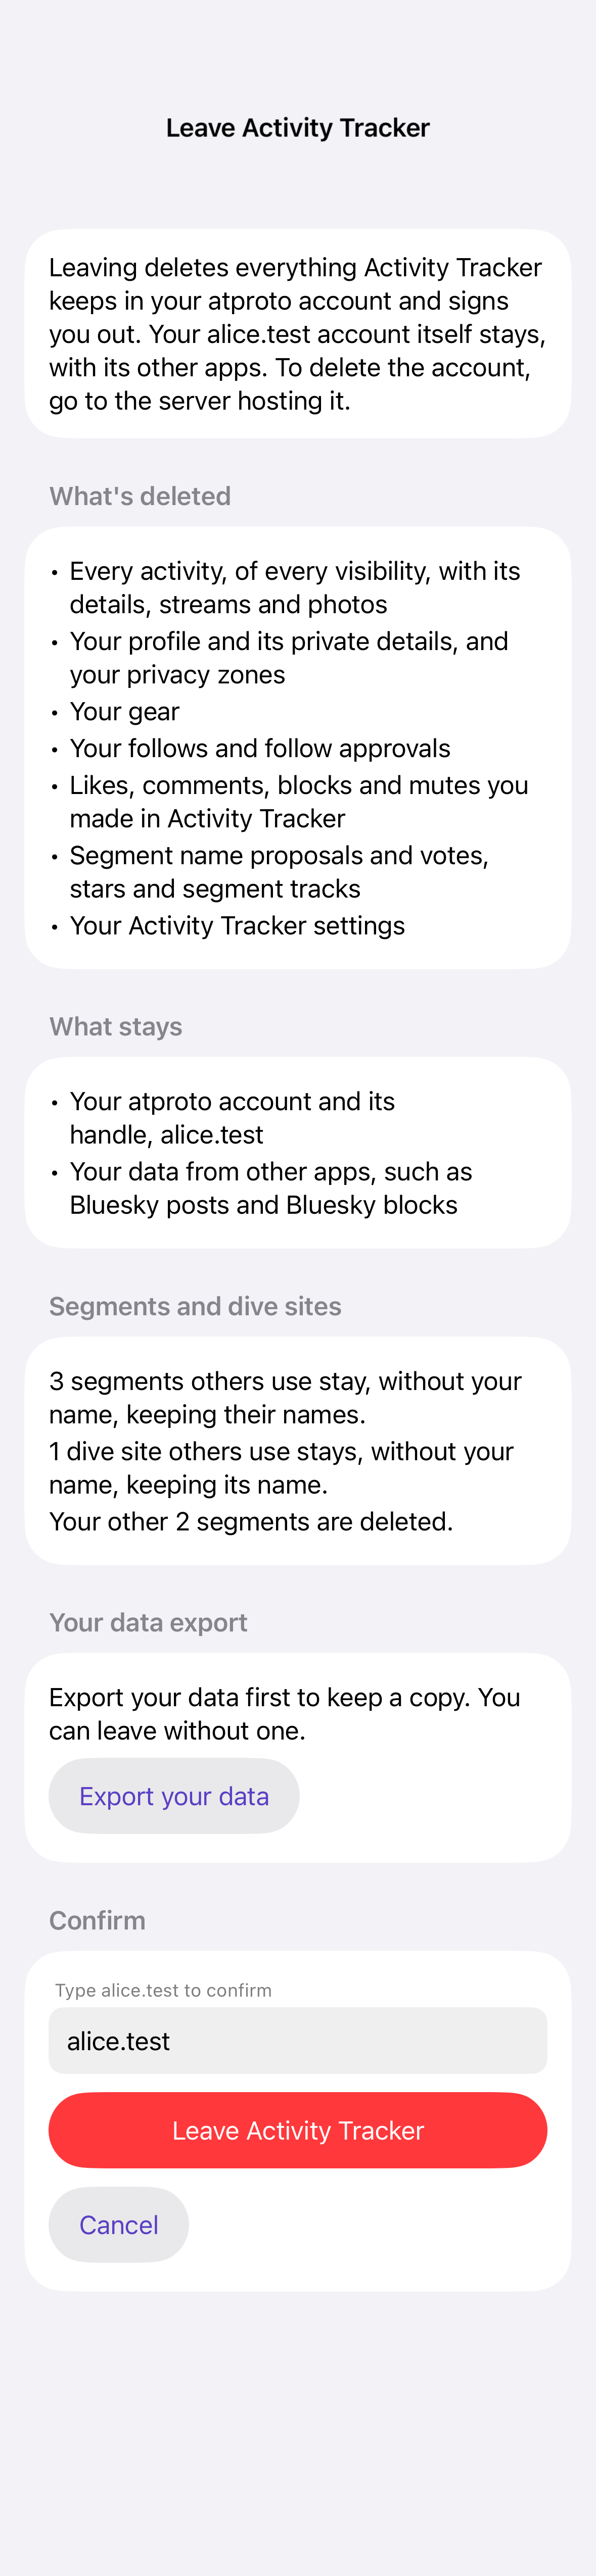 Leave Activity Tracker
Leaving deletes everything Activity Tracker
keeps in your atproto account and signs
you out. Your alice.test account itself stays,
with its other apps. To delete the account,
go to the server hosting it.
What's deleted
• Every activity, of every visibility, with its
details, streams and photos
• Your profile and its private details, and
your privacy zones
• Your gear
• Your follows and follow approvals
• Likes, comments, blocks and mutes you
made in Activity Tracker
• Segment name proposals and votes,
stars and segment tracks
• Your Activity Tracker settings
What stays
• Your atproto account and its
handle, alice.test
• Your data from other apps, such as
Bluesky posts and Bluesky blocks
Segments and dive sites
3 segments others use stay, without your
name, keeping their names.
1 dive site others use stays, without your
name, keeping its name.
Your other 2 segments are deleted.
Your data export
Export your data first to keep a copy. You
can leave without one.
Export your data
Confirm
Type alice.test to confirm
alice.test
Leave Activity Tracker
Cancel